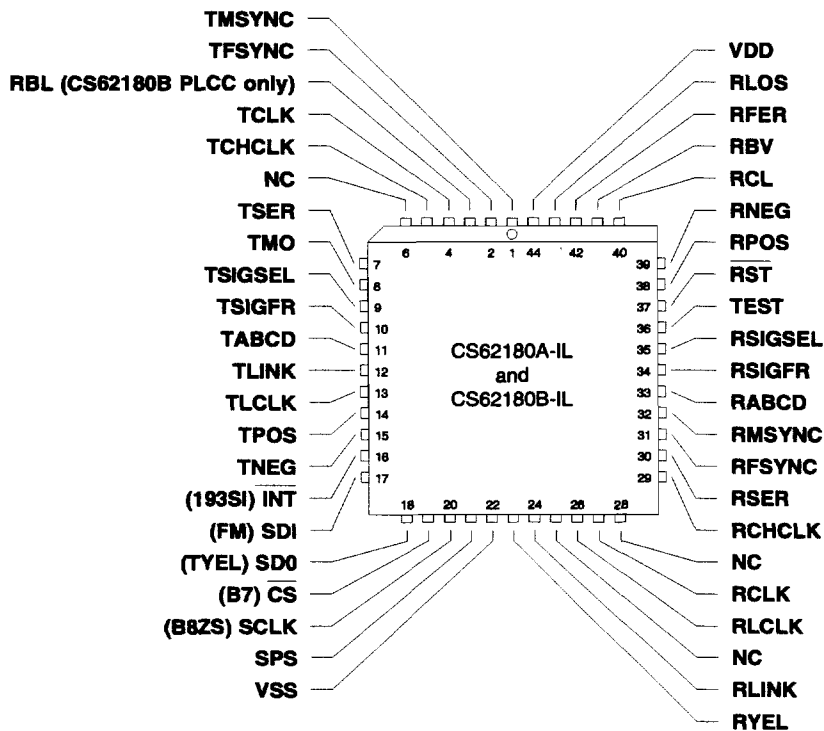 TMSYNC
TFSYNC
RBL (CS62180B PLCC only)
TCLK
TCHCLK
NC
TSER
TMO
TSIGSEL
TSIGFR
TABCD
TLINK
TLCLK
TPOS
TNEG
(193SI) INT
(FM) SDI
(TYEL) SD0
(B7) CS
(B8ZS) SCLK
SPS
VSS
VDD
RLOS
RFER
RBV
RCL
RNEG
RPOS
RST
TEST
RSIGSEL
RSIGFR
RABCD
RMSYNC
RFSYNC
RSER
RCHCLK
NC
RCLK
RLCLK
NC
RLINK
RYEL
6 4 2 1 44 42 40
7
8
9
10
11
12
13
14
15
16
17
39
38
37
36
35
34
33
32
31
30
29
CS62180A-IL
and
CS62180B-IL
18 20 22 24 26 28